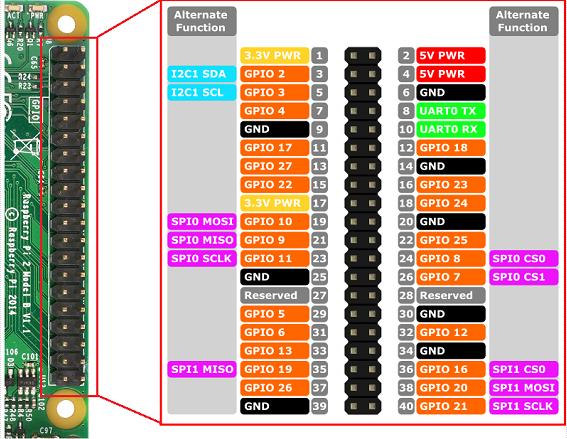 Alternate Function
Alternate Function
3.3V PWR 1 2 5V PWR
I2C1 SDA GPIO 2 3 4 5V PWR
I2C1 SCL GPIO 3 5 6 GND
GPIO 4 7 8 UART0 TX
GND 9 10 UART0 RX
GPIO 17 11 12 GPIO 18
GPIO 27 13 14 GND
GPIO 22 15 16 GPIO 23
3.3V PWR 17 18 GPIO 24
SPI0 MOSI GPIO 10 19 20 GND
SPI0 MISO GPIO 9 21 22 GPIO 25
SPI0 SCLK GPIO 11 23 24 GPIO 8 SPI0 CS0
GND 25 26 GPIO 7 SPI0 CS1
Reserved 27 28 Reserved
GPIO 5 29 30 GND
GPIO 6 31 32 GPIO 12
GPIO 13 33 34 GND
SPI1 MISO GPIO 19 35 36 GPIO 16 SPI1 CS0
GPIO 26 37 38 GPIO 20 SPI1 MOSI
GND 39 40 GPIO 21 SPI1 SCLK
ACT PWR
R20
C65
R24
R23
GPIO
Raspberry Pi 2 Model B V1.1
© Raspberry Pi 2014
C101
C97